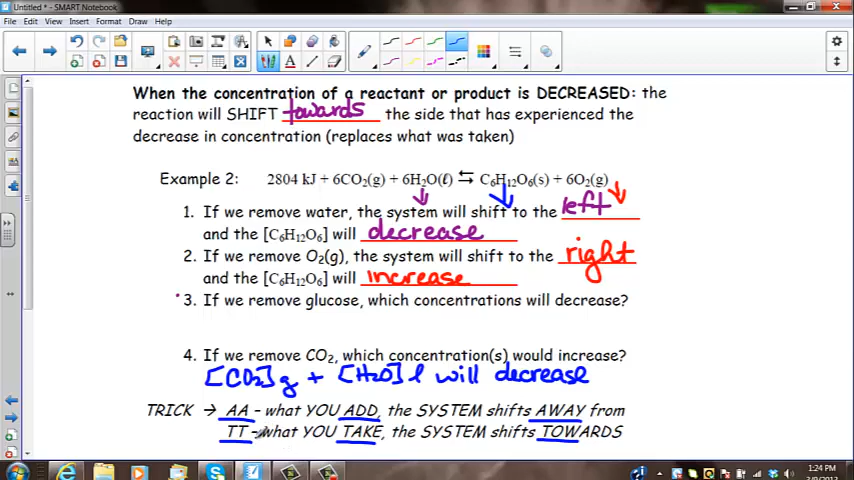 Untitled * - SMART Notebook
File Edit View Insert Format Draw Help
When the concentration of a reactant or product is DECREASED: the
reaction will SHIFT towards the side that has experienced the
decrease in concentration (replaces what was taken)
Example 2: 2804 kJ + 6CO₂(g) + 6H₂O(ℓ) ⇆ C₆H₁₂O₆(s) + 6O₂(g)
1. If we remove water, the system will shift to the left
and the [C₆H₁₂O₆] will decrease
2. If we remove O₂(g), the system will shift to the right
and the [C₆H₁₂O₆] will increase
3. If we remove glucose, which concentrations will decrease?
4. If we remove CO₂, which concentration(s) would increase?
[CO₂]g + [H₂O]l will decrease
TRICK → AA – what YOU ADD, the SYSTEM shifts AWAY from
TT – what YOU TAKE, the SYSTEM shifts TOWARDS
1:24 PM